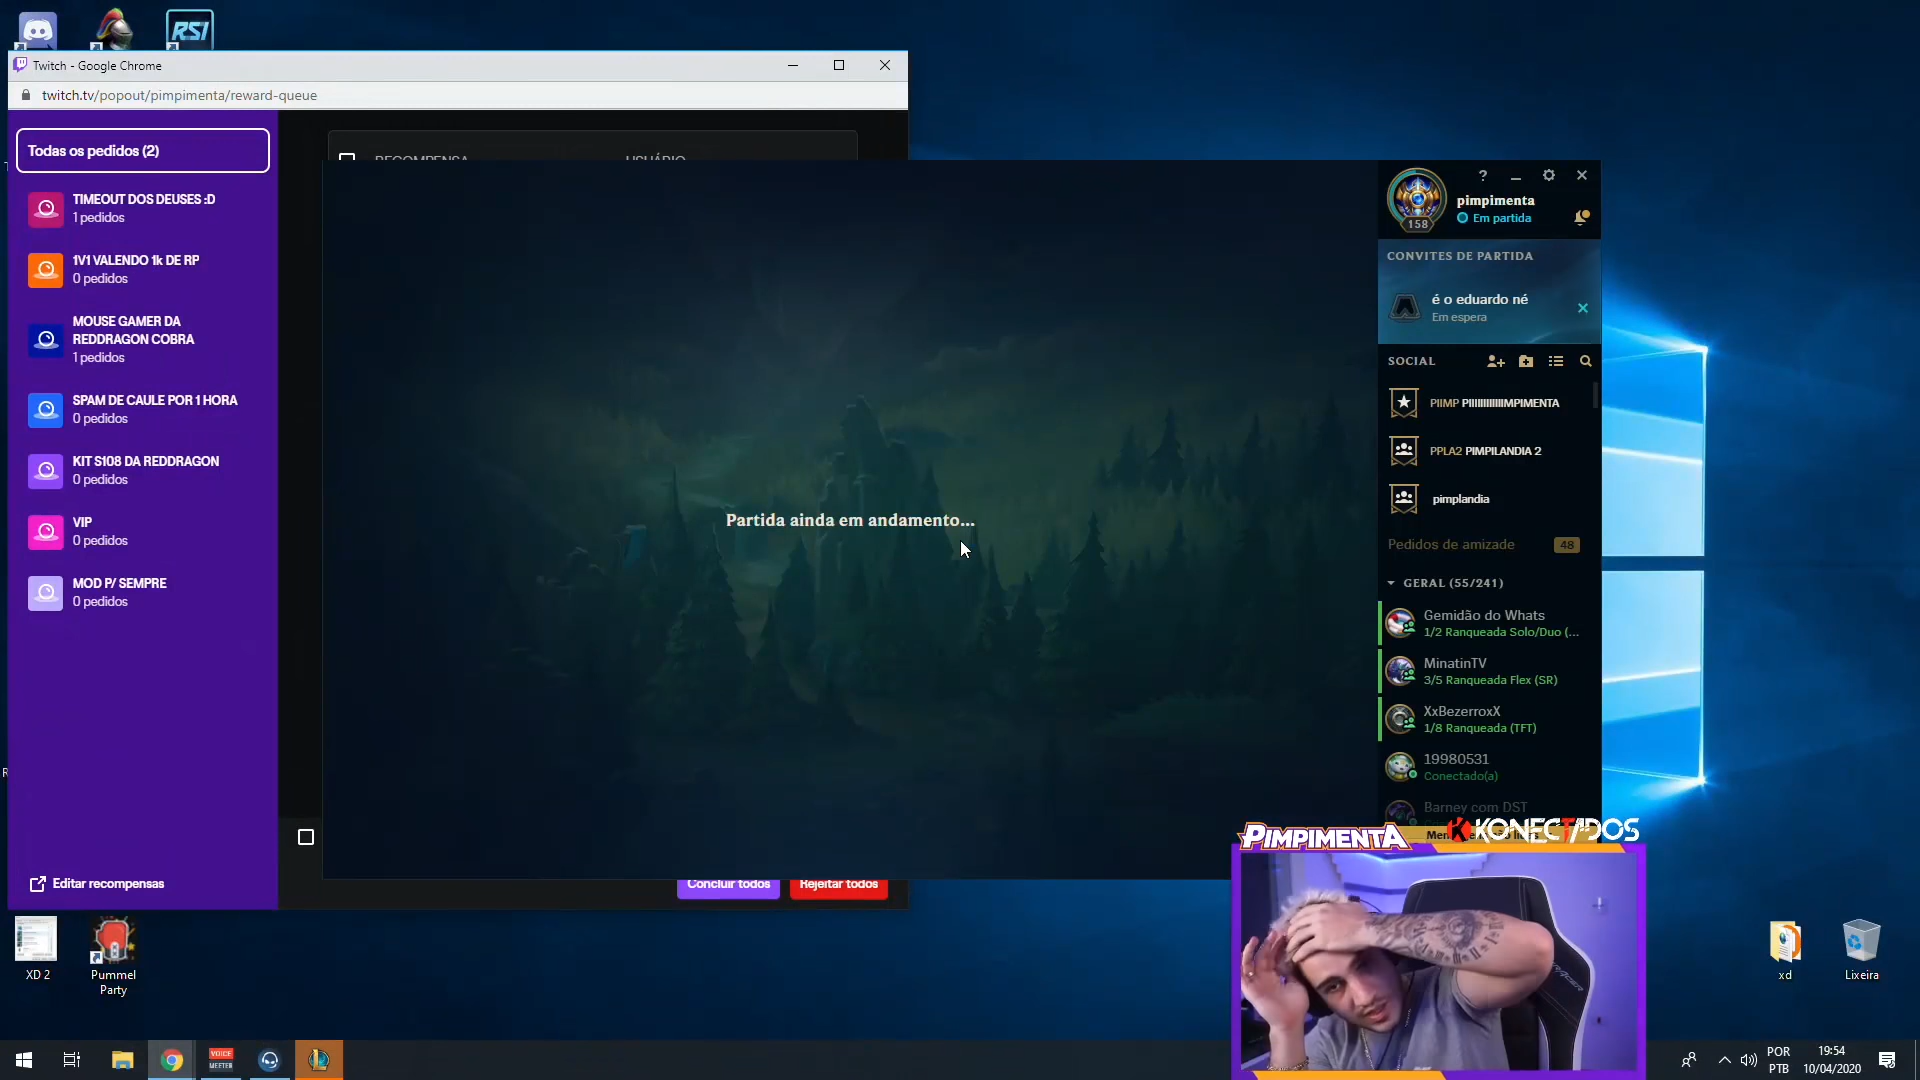 RSI
Twitch - Google Chrome
twitch.tv/popout/pimpimenta/reward-queue
Todas os pedidos (2)
TIMEOUT DOS DEUSES :D
1 pedidos
1V1 VALENDO 1k DE RP
0 pedidos
MOUSE GAMER DA
REDDRAGON COBRA
1 pedidos
SPAM DE CAULE POR 1 HORA
0 pedidos
KIT S108 DA REDDRAGON
0 pedidos
VIP
0 pedidos
MOD P/ SEMPRE
0 pedidos
Editar recompensas
RECOMPENSA
USUÁRIO
Concluir todos
Rejeitar todos
Partida ainda em andamento...
?
158
pimpimenta
Em partida
CONVITES DE PARTIDA
é o eduardo né
Em espera
SOCIAL
PIIMP PIIIIIIIIIIIIIMPIMENTA
PPLA2 PIMPILANDIA 2
pimplandia
Pedidos de amizade
48
GERAL (55/241)
Gemidão do Whats
1/2 Ranqueada Solo/Duo (...
MinatinTV
3/5 Ranqueada Flex (SR)
XxBezerroxX
1/8 Ranqueada (TFT)
19980531
Conectado(a)
Barney com DST
PIMPIMENTA
KONECTADOS
XD 2
Pummel
Party
xd
Lixeira
VOICE
MEETER
POR
PTB
19:54
10/04/2020